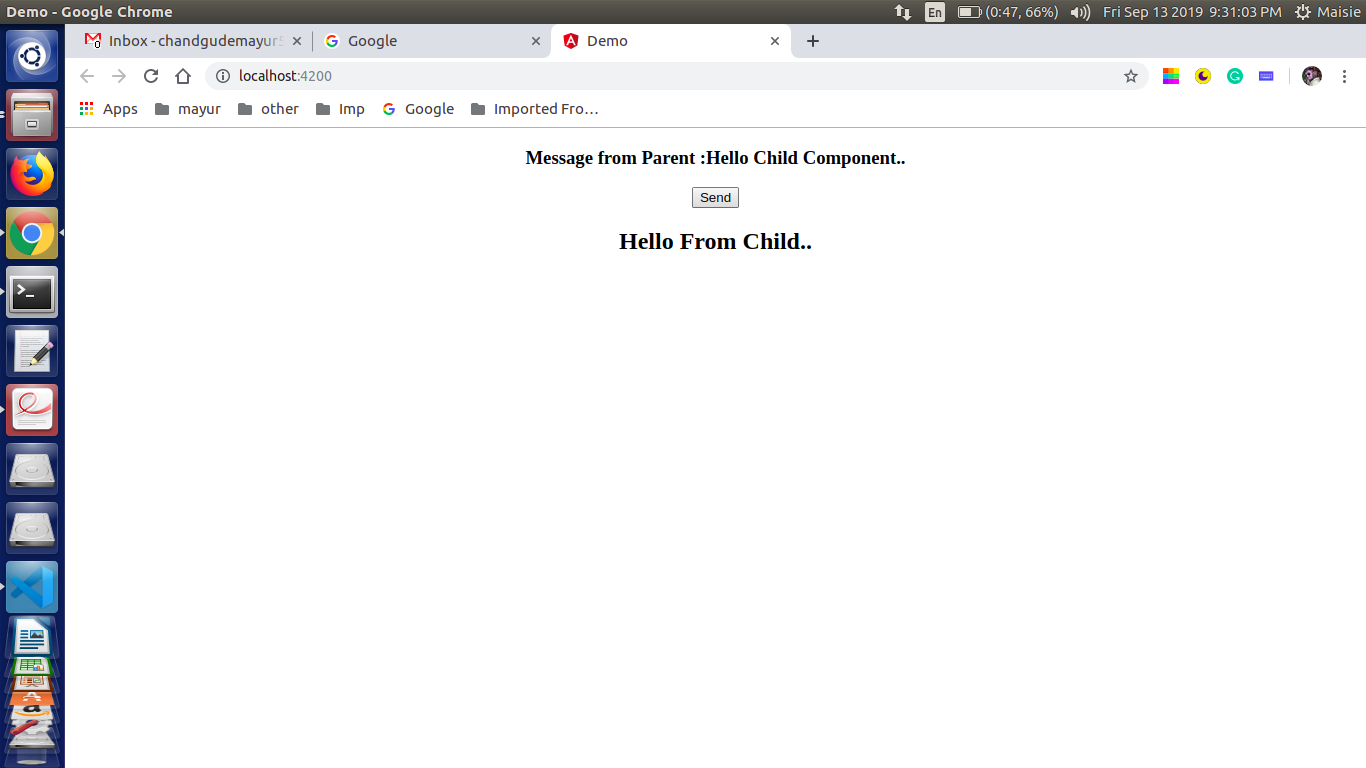 Demo - Google Chrome
En (0:47, 66%) Fri Sep 13 2019 9:31:03 PM Maisie
Inbox - chandgudemayur
Google
Demo
localhost:4200
Apps mayur other Imp Google Imported Fro…
Message from Parent :Hello Child Component..
Send
Hello From Child..